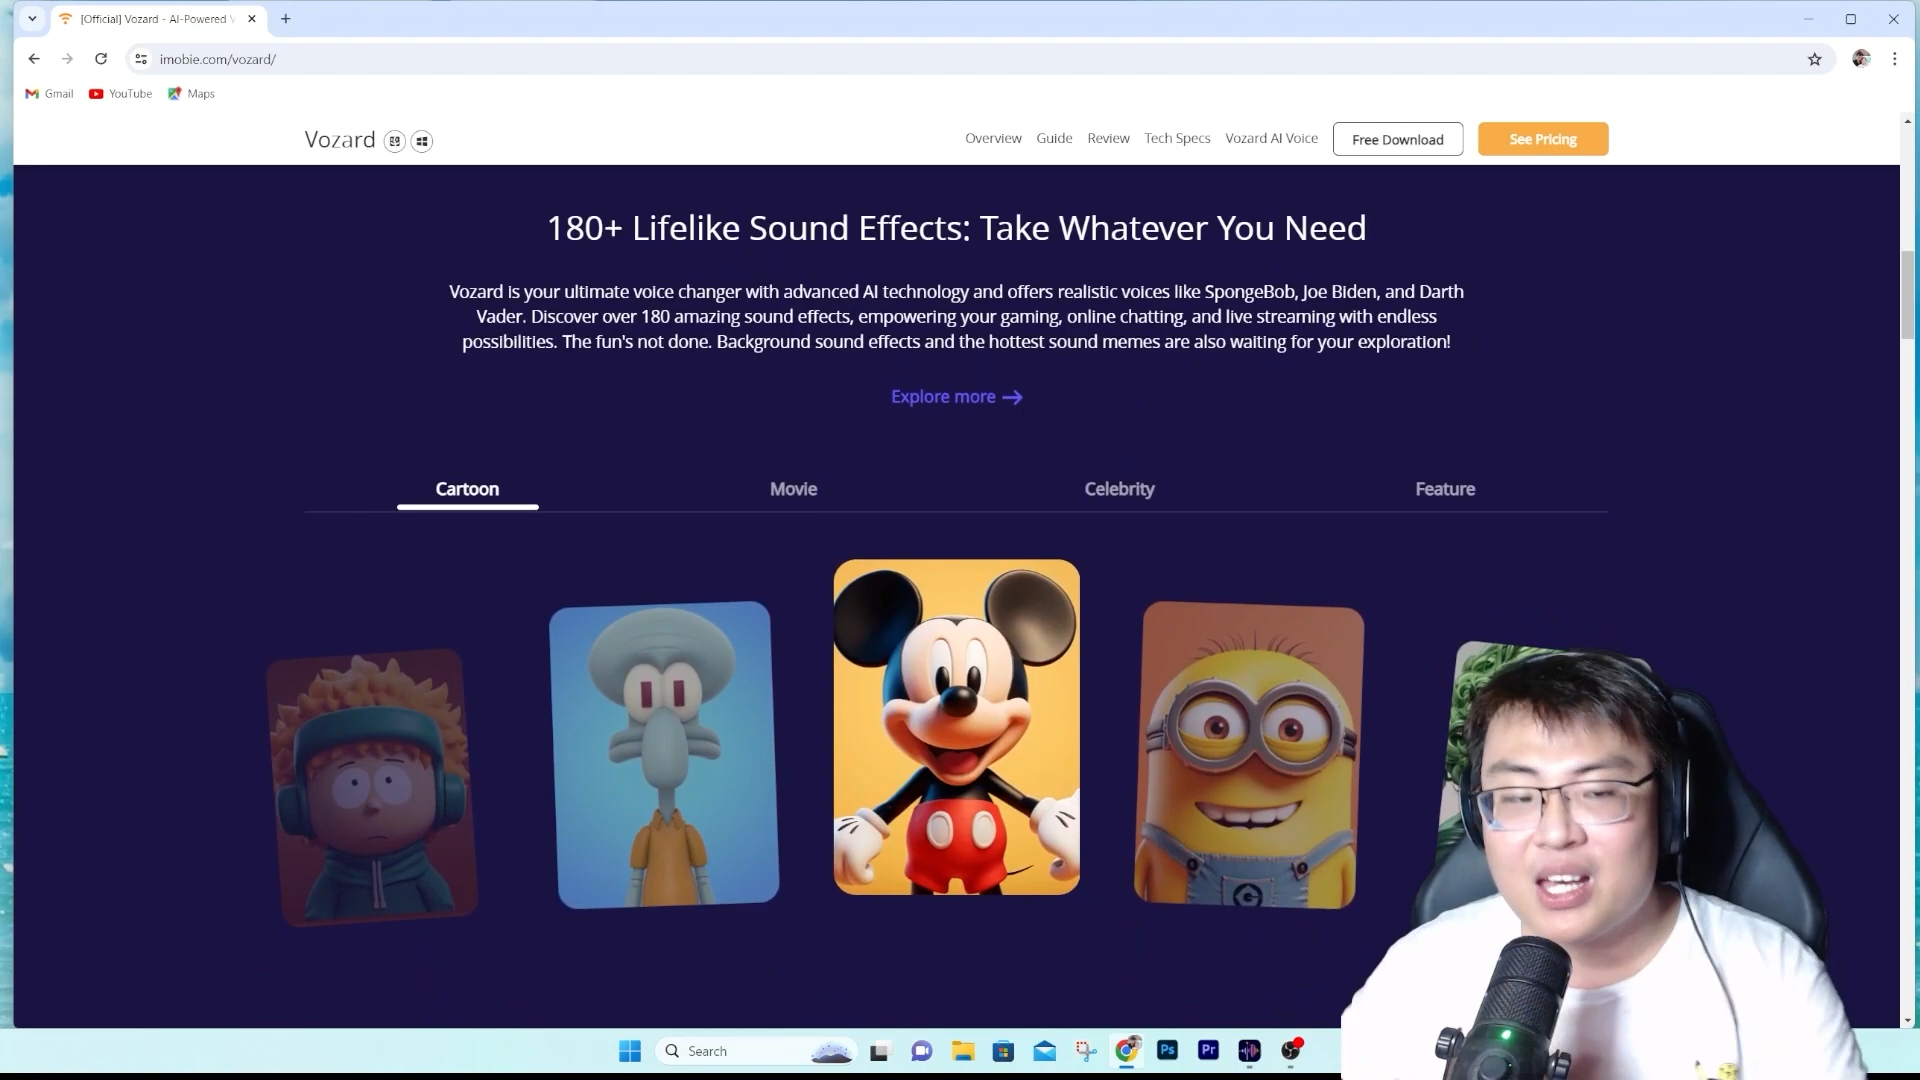 [Official] Vozard - AI-Powered V
imobie.com/vozard/
Gmail YouTube Maps
Vozard
Overview Guide Review Tech Specs Vozard AI Voice Free Download See Pricing
180+ Lifelike Sound Effects: Take Whatever You Need
Vozard is your ultimate voice changer with advanced AI technology and offers realistic voices like SpongeBob, Joe Biden, and Darth
Vader. Discover over 180 amazing sound effects, empowering your gaming, online chatting, and live streaming with endless
possibilities. The fun's not done. Background sound effects and the hottest sound memes are also waiting for your exploration!
Explore more →
Cartoon Movie Celebrity Feature
Search
Ps
Pr